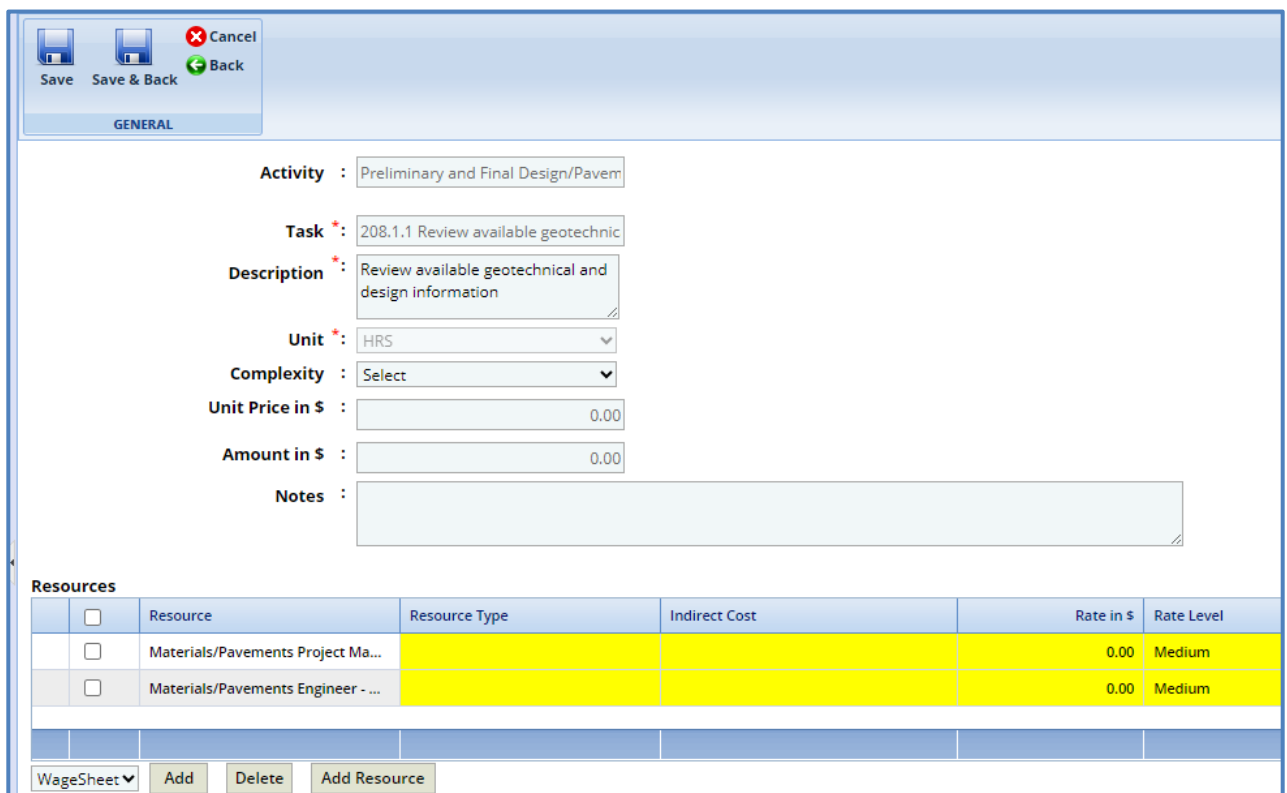 Save
Save & Back
Cancel
Back
GENERAL
Activity : Preliminary and Final Design/Pavem
Task *: 208.1.1 Review available geotechnic
Description *: Review available geotechnical and
design information
Unit *: HRS
Complexity : Select
Unit Price in $ : 0.00
Amount in $ : 0.00
Notes :
Resources
Resource Resource Type Indirect Cost Rate in $ Rate Level
Materials/Pavements Project Ma... 0.00 Medium
Materials/Pavements Engineer - ... 0.00 Medium
WageSheet Add Delete Add Resource